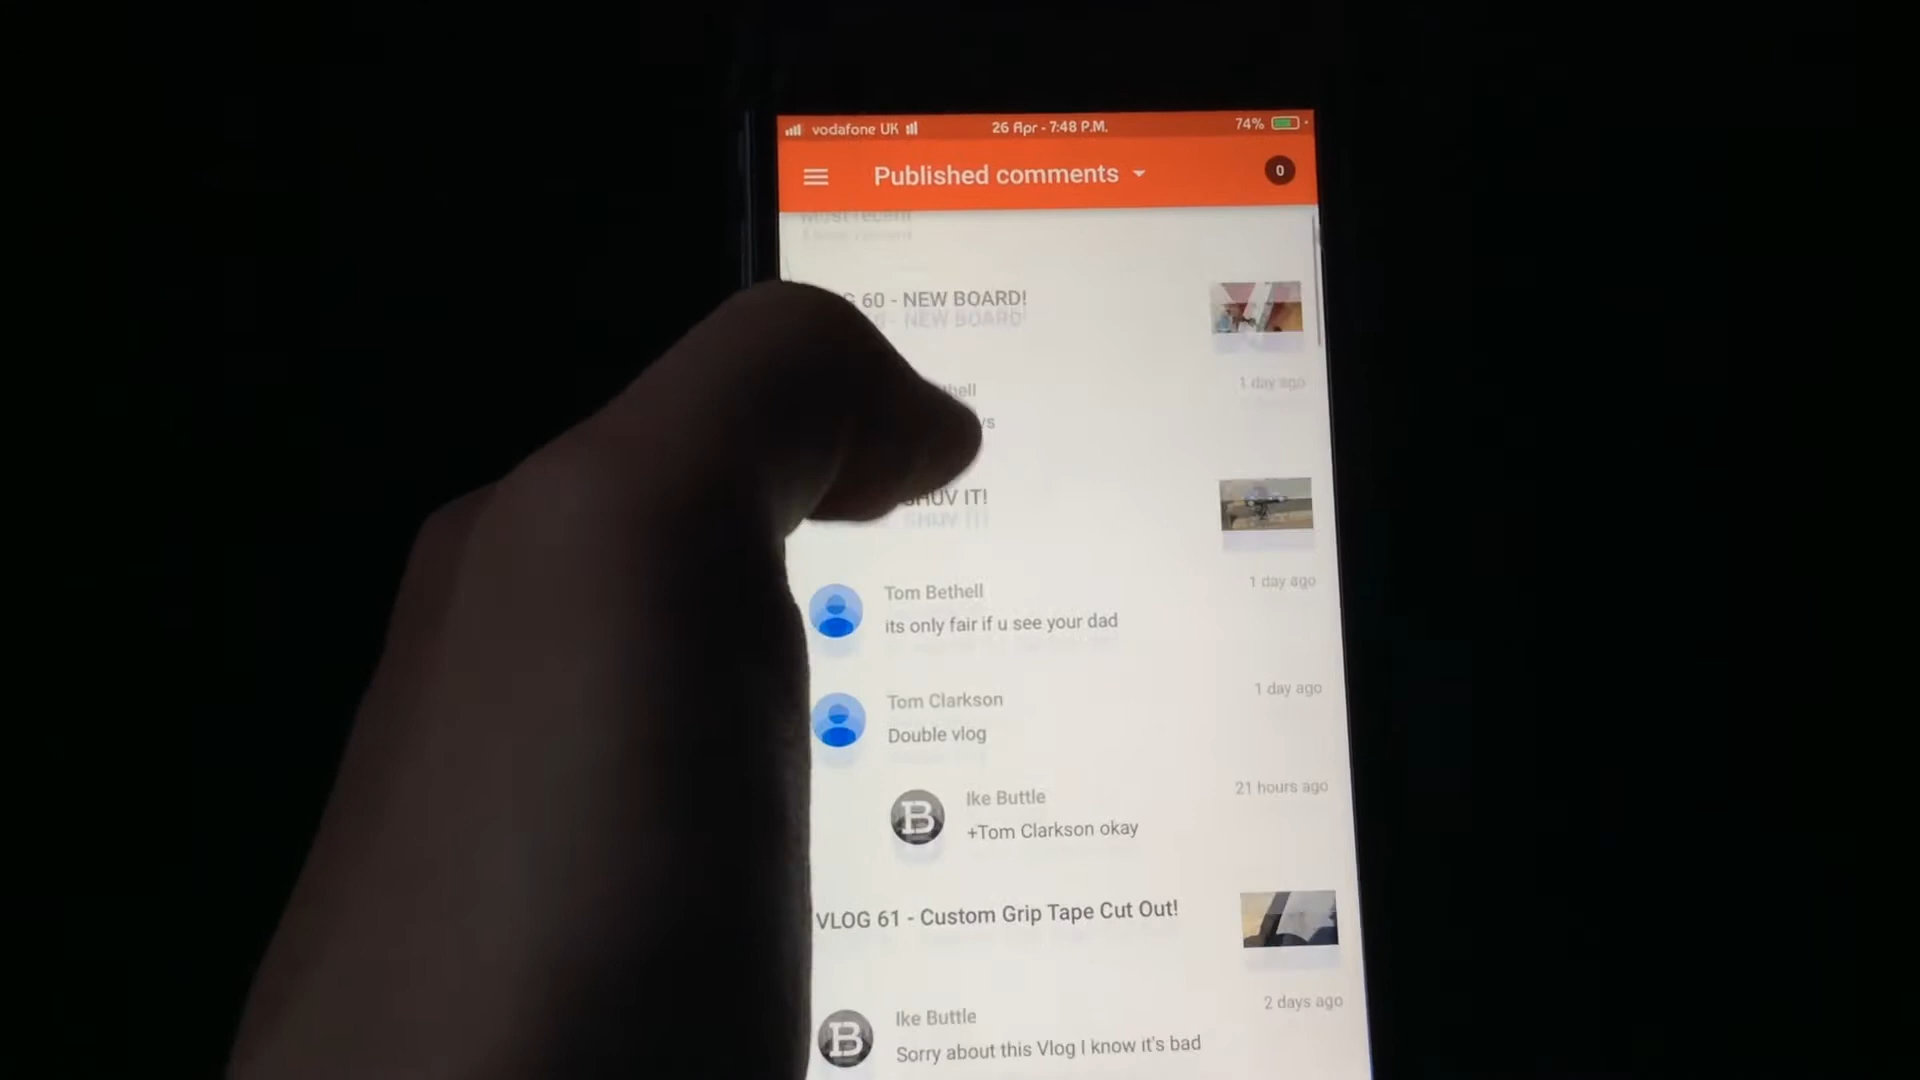 vodafone UK
26 Apr - 7:48 P.M.
74%
Published comments
0
Most recent
60 - NEW BOARD!
1 day ago
SHUV IT!
Tom Bethell
1 day ago
its only fair if u see your dad
Tom Clarkson
1 day ago
Double vlog
Ike Buttle
21 hours ago
B
+Tom Clarkson okay
VLOG 61 - Custom Grip Tape Cut Out!
Ike Buttle
2 days ago
B
Sorry about this Vlog I know it's bad